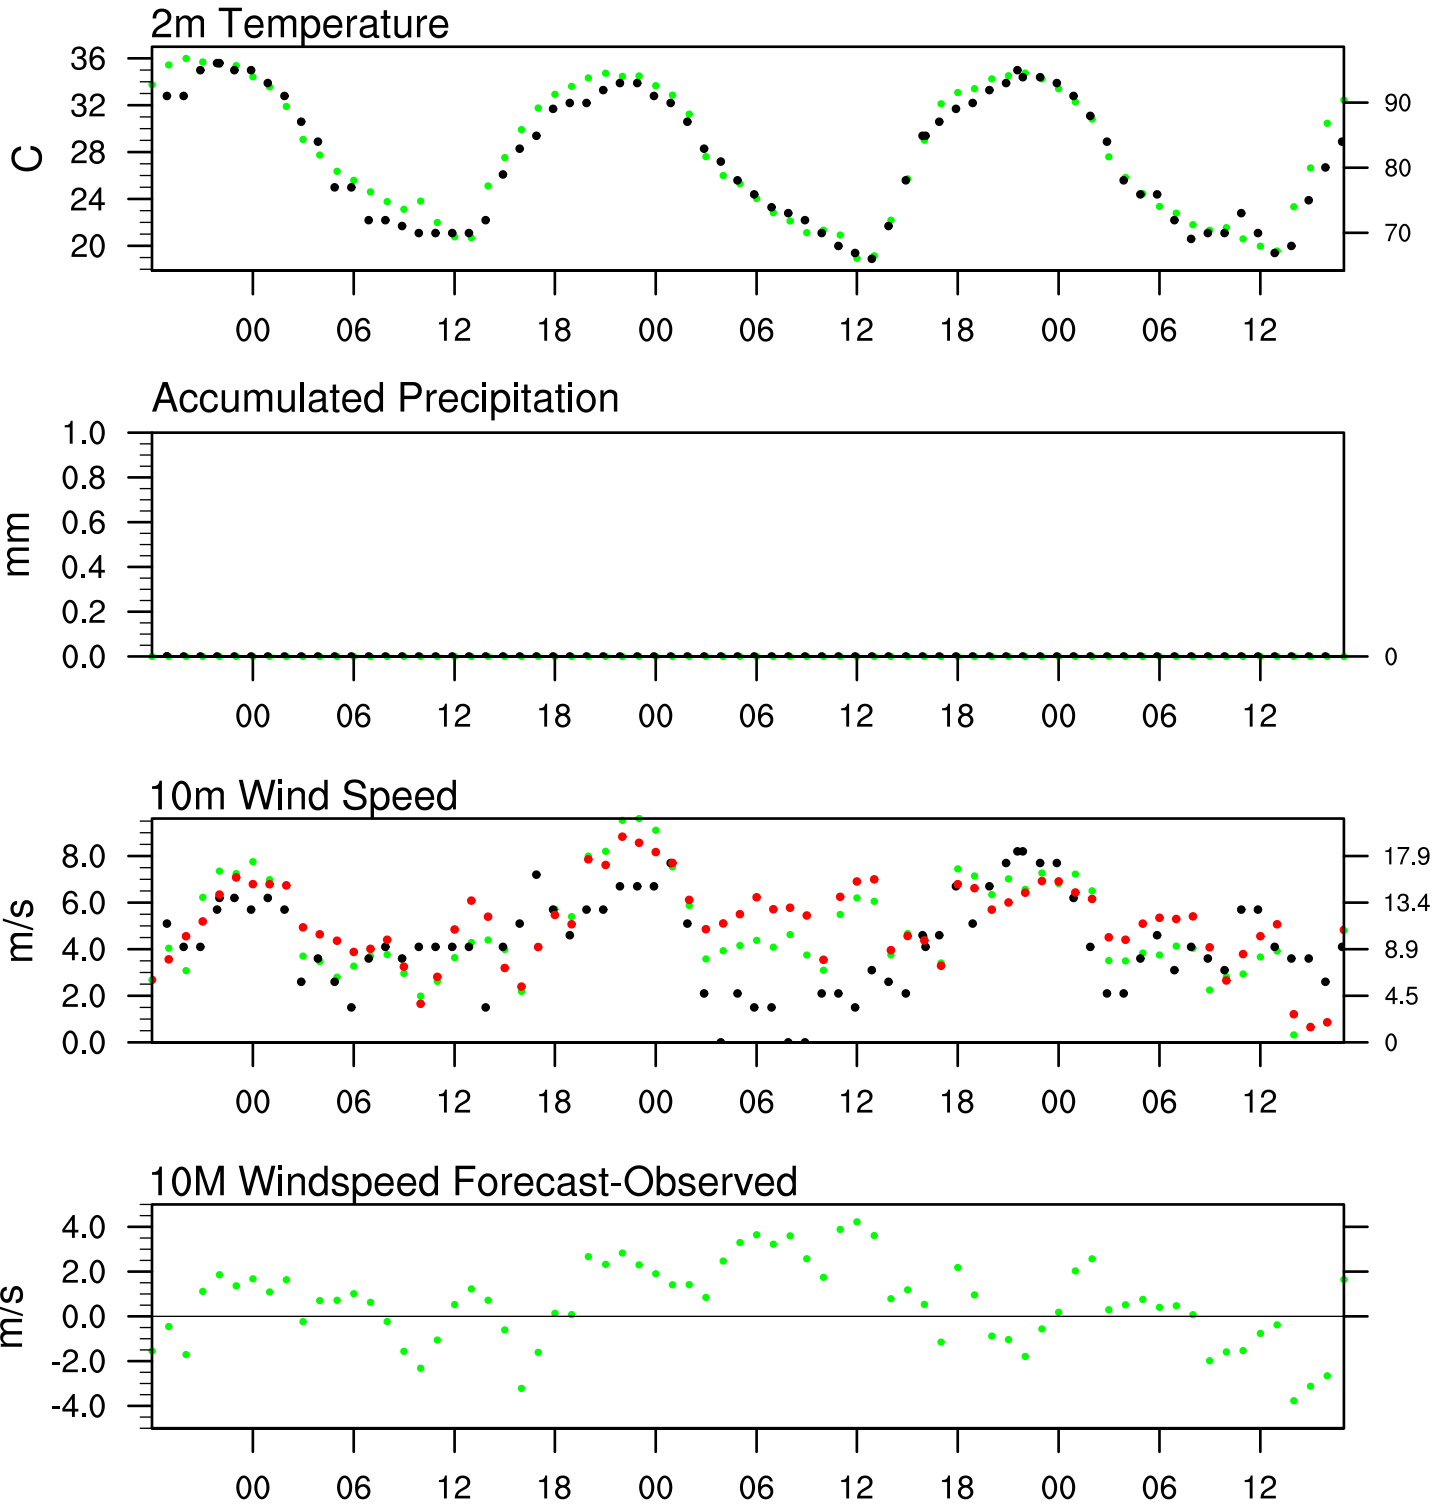 2m Temperature
36
32
28
24
20
C
90
80
70
00 06 12 18 00 06 12 18 00 06 12
Accumulated Precipitation
1.0
0.8
0.6
0.4
0.2
0.0
mm
0
00 06 12 18 00 06 12 18 00 06 12
10m Wind Speed
8.0
6.0
4.0
2.0
0.0
m/s
17.9
13.4
8.9
4.5
0
00 06 12 18 00 06 12 18 00 06 12
10M Windspeed Forecast-Observed
4.0
2.0
0.0
-2.0
-4.0
m/s
00 06 12 18 00 06 12 18 00 06 12